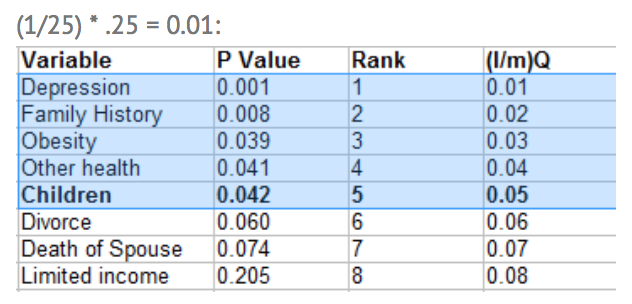 (1/25) * .25 = 0.01:
Variable P Value Rank (I/m)Q
Depression 0.001 1 0.01
Family History 0.008 2 0.02
Obesity 0.039 3 0.03
Other health 0.041 4 0.04
Children 0.042 5 0.05
Divorce 0.060 6 0.06
Death of Spouse 0.074 7 0.07
Limited income 0.205 8 0.08